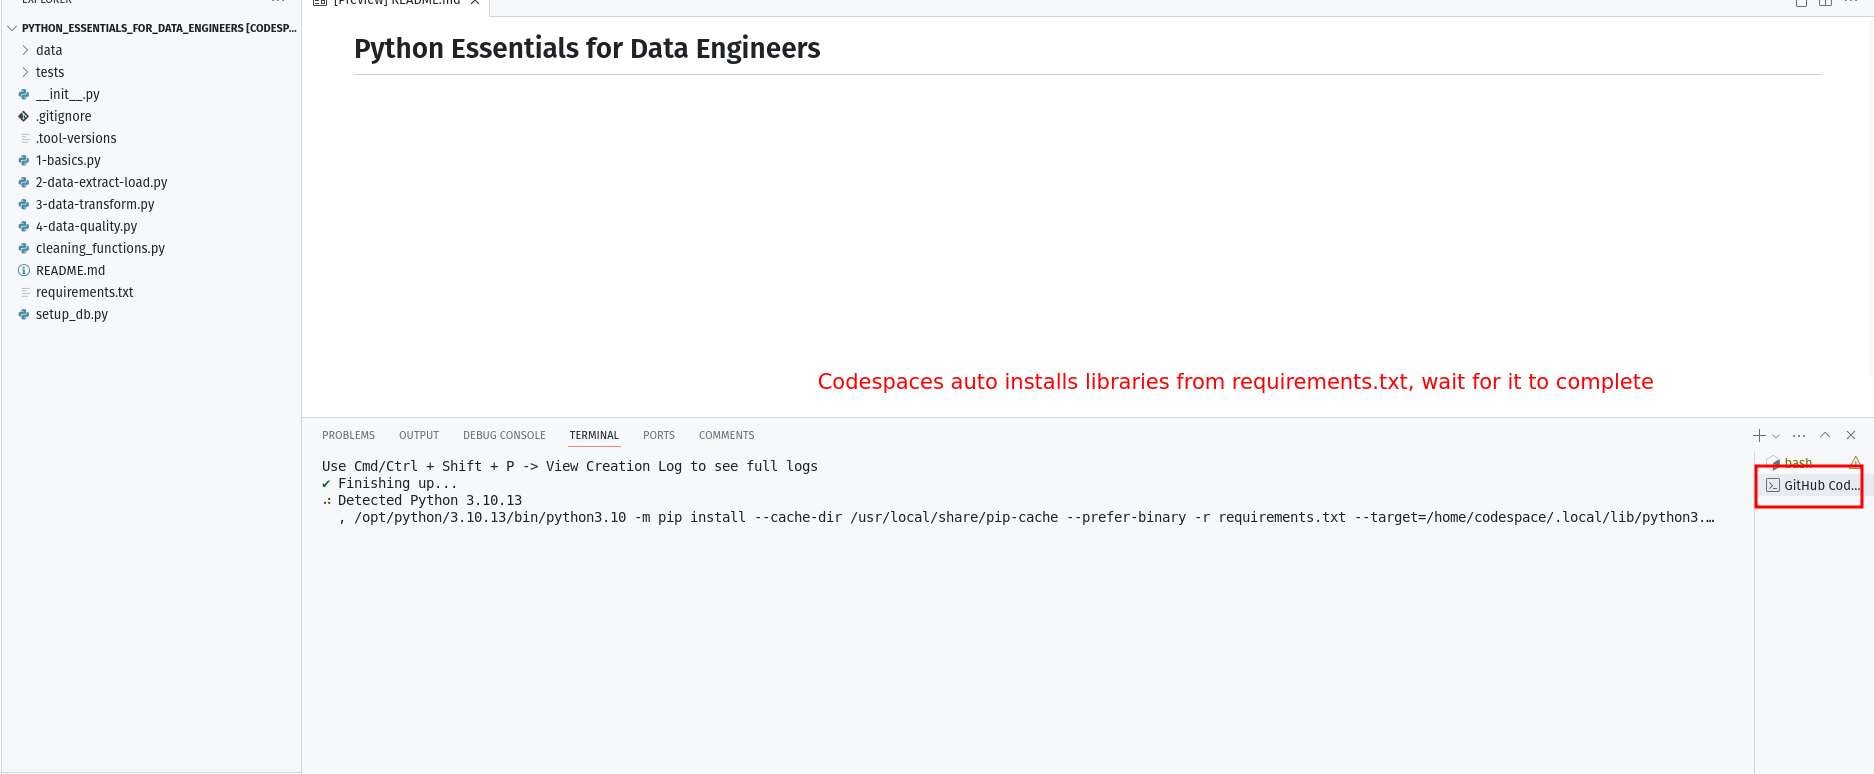 EXPLORER
[Preview] README.md
PYTHON_ESSENTIALS_FOR_DATA_ENGINEERS [CODESP...
data
tests
__init__.py
.gitignore
.tool-versions
1-basics.py
2-data-extract-load.py
3-data-transform.py
4-data-quality.py
cleaning_functions.py
README.md
requirements.txt
setup_db.py
Python Essentials for Data Engineers
Codespaces auto installs libraries from requirements.txt, wait for it to complete
PROBLEMS OUTPUT DEBUG CONSOLE TERMINAL PORTS COMMENTS
Use Cmd/Ctrl + Shift + P -> View Creation Log to see full logs
✔ Finishing up...
⠴ Detected Python 3.10.13
, /opt/python/3.10.13/bin/python3.10 -m pip install --cache-dir /usr/local/share/pip-cache --prefer-binary -r requirements.txt --target=/home/codespace/.local/lib/python3.…
bash
GitHub Cod...